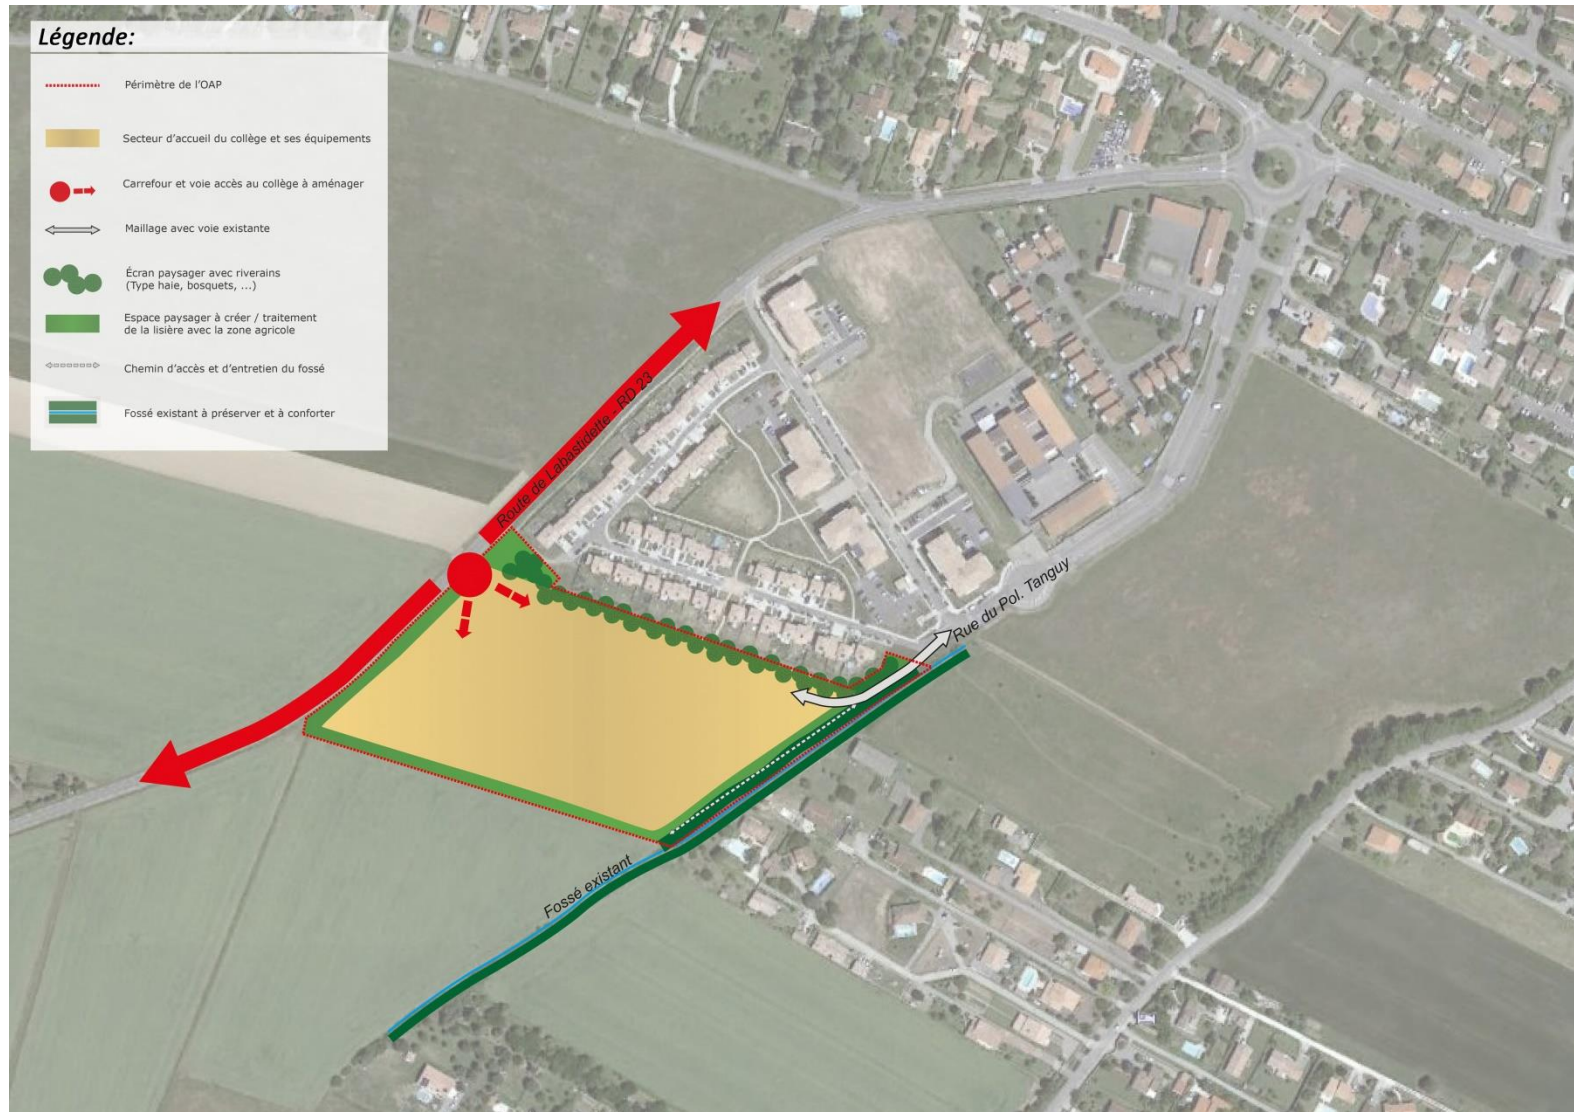 Légende:
Périmètre de l'OAP
Secteur d'accueil du collège et ses équipements
Carrefour et voie accès au collège à aménager
Maillage avec voie existante
Écran paysager avec riverains
(Type haie, bosquets, ...)
Espace paysager à créer / traitement
de la lisière avec la zone agricole
Chemin d'accès et d'entretien du fossé
Fossé existant à préserver et à conforter
Route de Labastidette - RD 23
Rue du Pol. Tanguy
Fossé existant